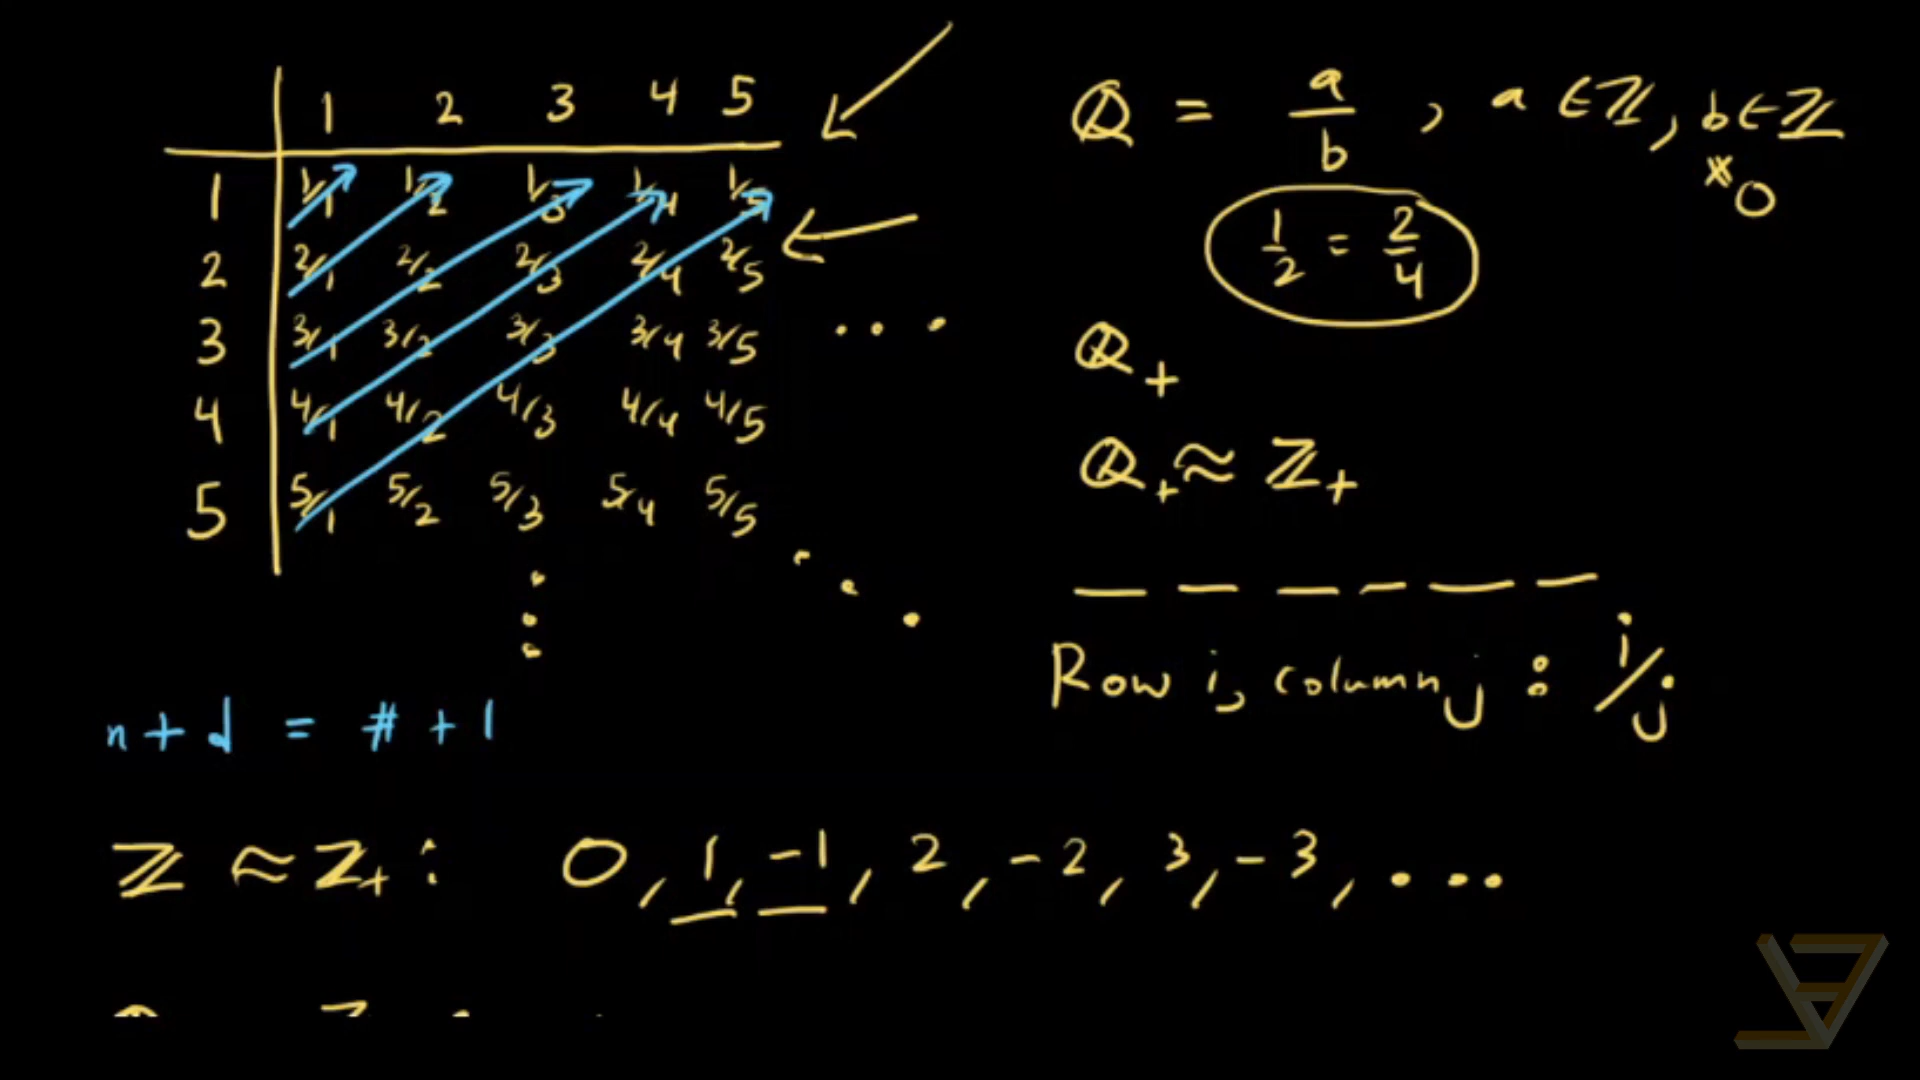 1 2 3 4 5
1 1/1 1/2 1/3 1/4 1/5
2 2/1 2/2 2/3 2/4 2/5
3 3/1 3/2 3/3 3/4 3/5 ...
4 4/1 4/2 4/3 4/4 4/5
5 5/1 5/2 5/3 5/4 5/5
n+d = #+1
ℚ = a/b , a∈ℤ, b∈ℤ
*0
1/2 = 2/4
ℚ+
ℚ+ ≈ ℤ+
Row i, column j : i/j
ℤ ≈ ℤ+ : 0, 1, -1, 2, -2, 3, -3, ...